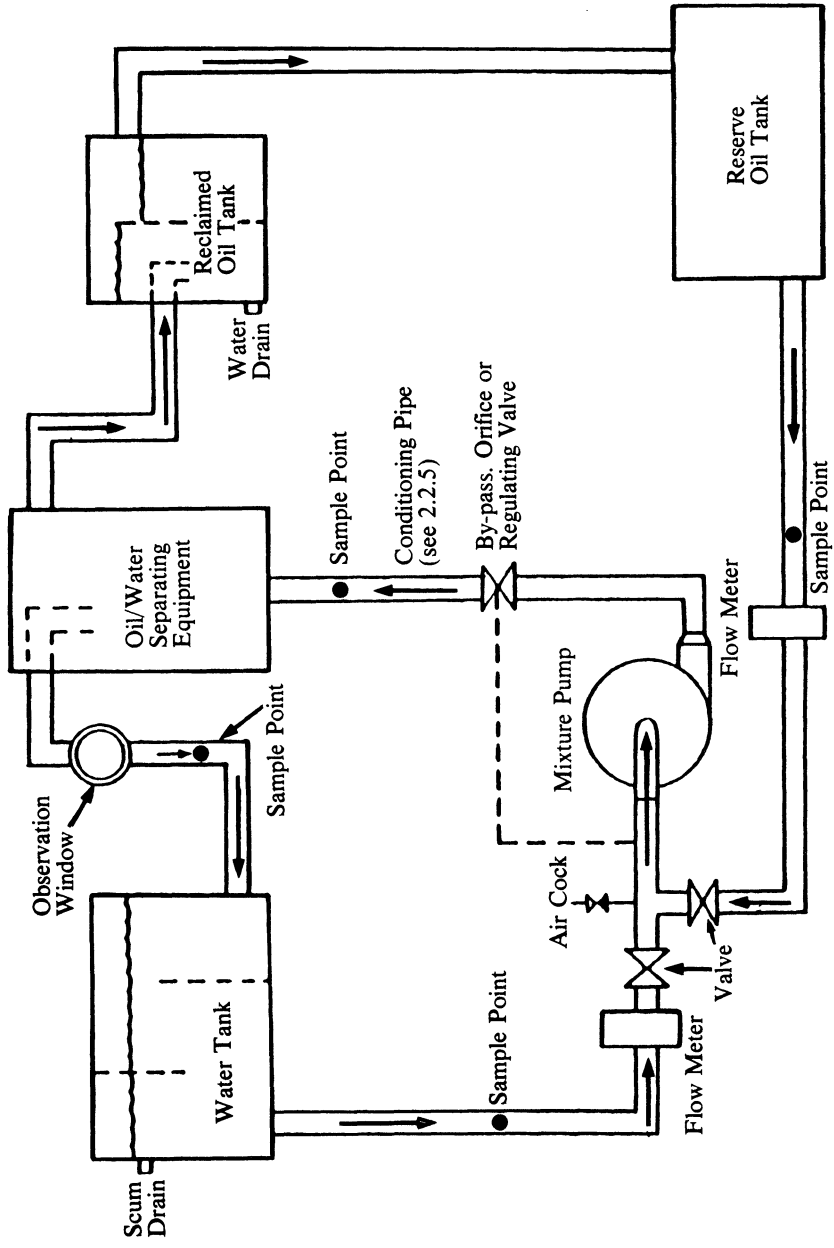 Scum
Drain
Water Tank
Observation
Window
Sample Point
Oil/Water
Separating
Equipment
Water
Drain
Reclaimed
Oil Tank
Sample Point
Conditioning Pipe
(see 2.2.5)
By-pass. Orifice or
Regulating Valve
Sample Point
Air Cock
Mixture Pump
Flow Meter
Valve
Flow Meter
Sample Point
Reserve
Oil Tank